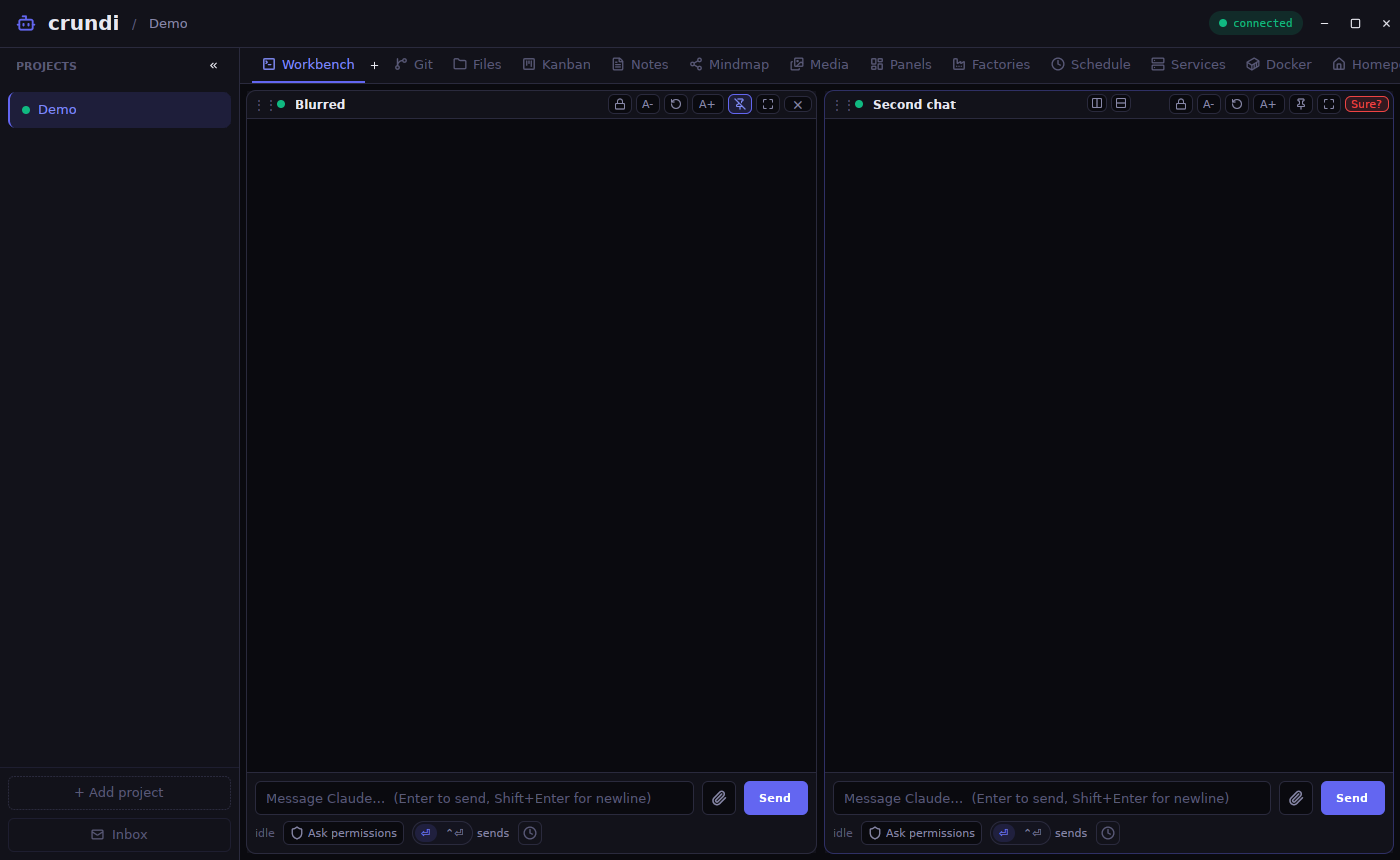 crundi / Demo
connected
PROJECTS «
Demo
+ Add project
Inbox
Workbench + Git Files Kanban Notes Mindmap Media Panels Factories Schedule Services Docker Homep
Blurred A- A+
Message Claude... (Enter to send, Shift+Enter for newline) Send
idle Ask permissions ⏎ ⌃⏎ sends
Second chat A- A+ Sure?
Message Claude... (Enter to send, Shift+Enter for newline) Send
idle Ask permissions ⏎ ⌃⏎ sends